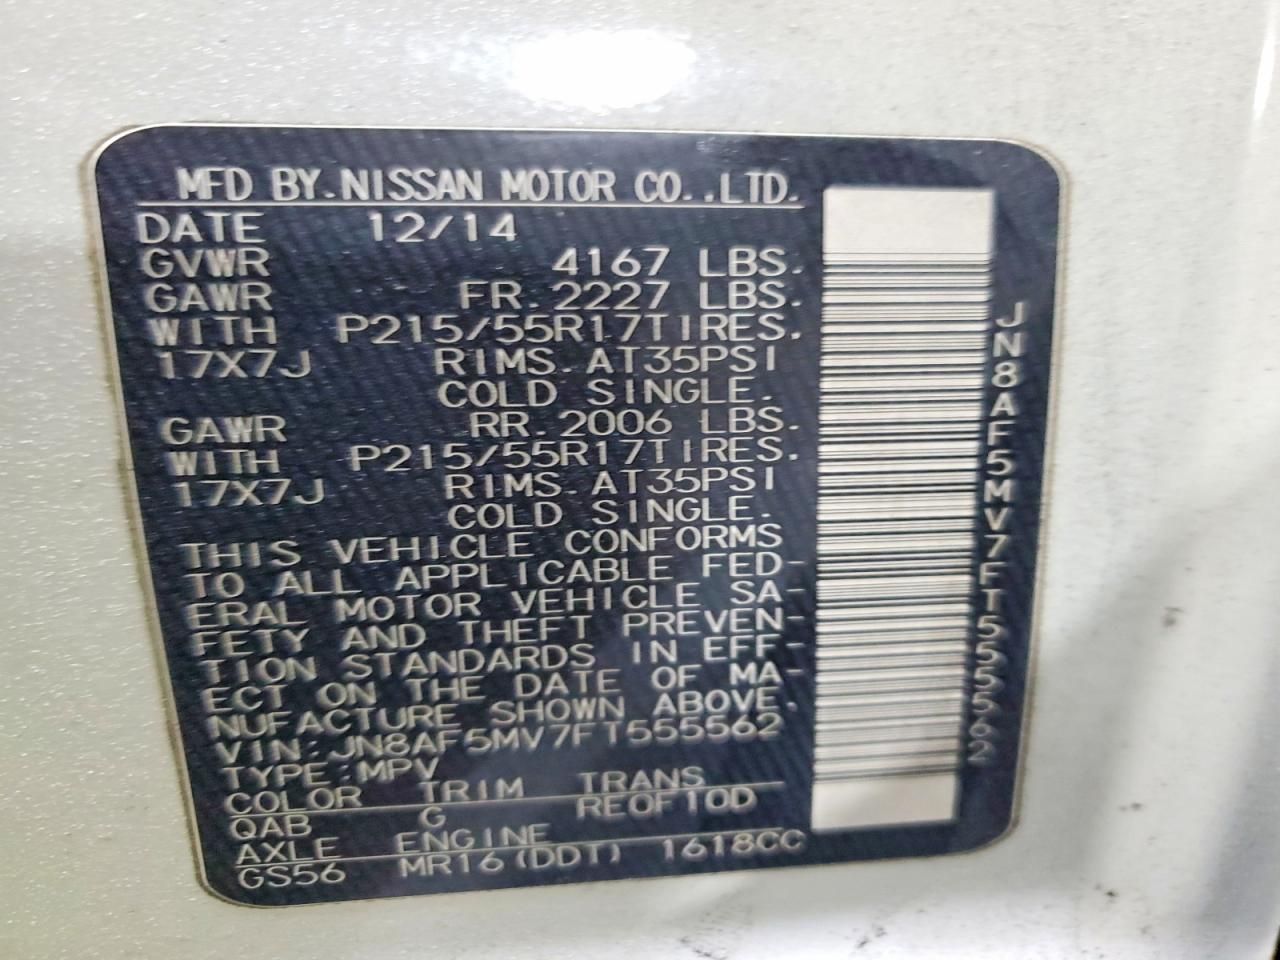 MFD BY.NISSAN MOTOR CO.,LTD.
DATE 12/14
GVWR 4167 LBS.
GAWR FR.2227 LBS.
WITH P215/55R17TIRES.
17X7J RIMS.AT35PSI
COLD SINGLE.
GAWR RR.2006 LBS.
WITH P215/55R17TIRES.
17X7J RIMS.AT35PSI
COLD SINGLE.
THIS VEHICLE CONFORMS
TO ALL APPLICABLE FED-
ERAL MOTOR VEHICLE SA-
FETY AND THEFT PREVEN-
TION STANDARDS IN EFF-
ECT ON THE DATE OF MA-
NUFACTURE SHOWN ABOVE.
VIN:JN8AF5MV7FT555562
TYPE:MPV
COLOR TRIM TRANS
QAB G RE0F10D
AXLE ENGINE
GS56 MR16(DDT) 1618CC
JN8AF5MV7FT555562